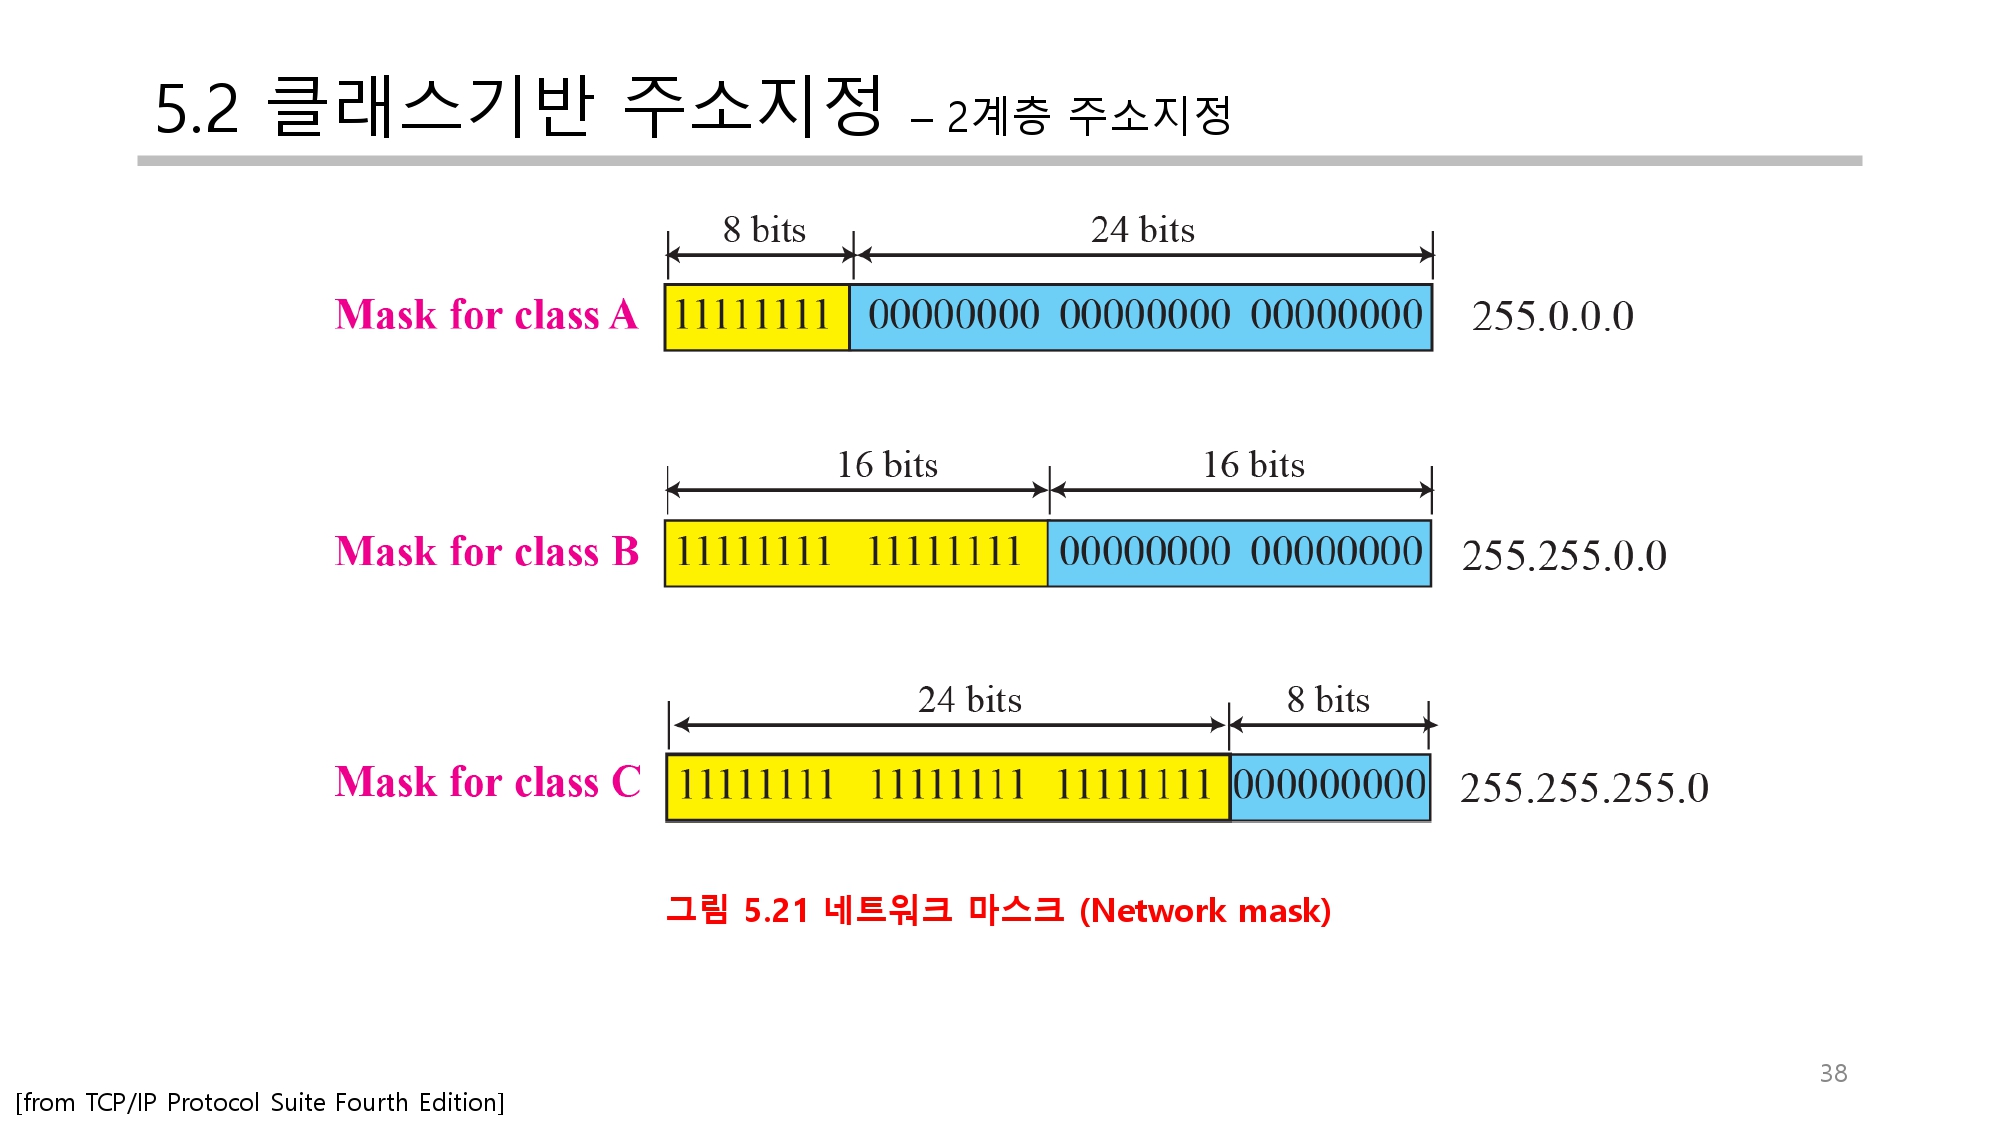 5.2 클래스기반 주소지정 – 2계층 주소지정
8 bits 24 bits
Mask for class A 11111111 00000000 00000000 00000000 255.0.0.0
16 bits 16 bits
Mask for class B 11111111 11111111 00000000 00000000 255.255.0.0
24 bits 8 bits
Mask for class C 11111111 11111111 11111111 000000000 255.255.255.0
그림 5.21 네트워크 마스크 (Network mask)
38
[from TCP/IP Protocol Suite Fourth Edition]